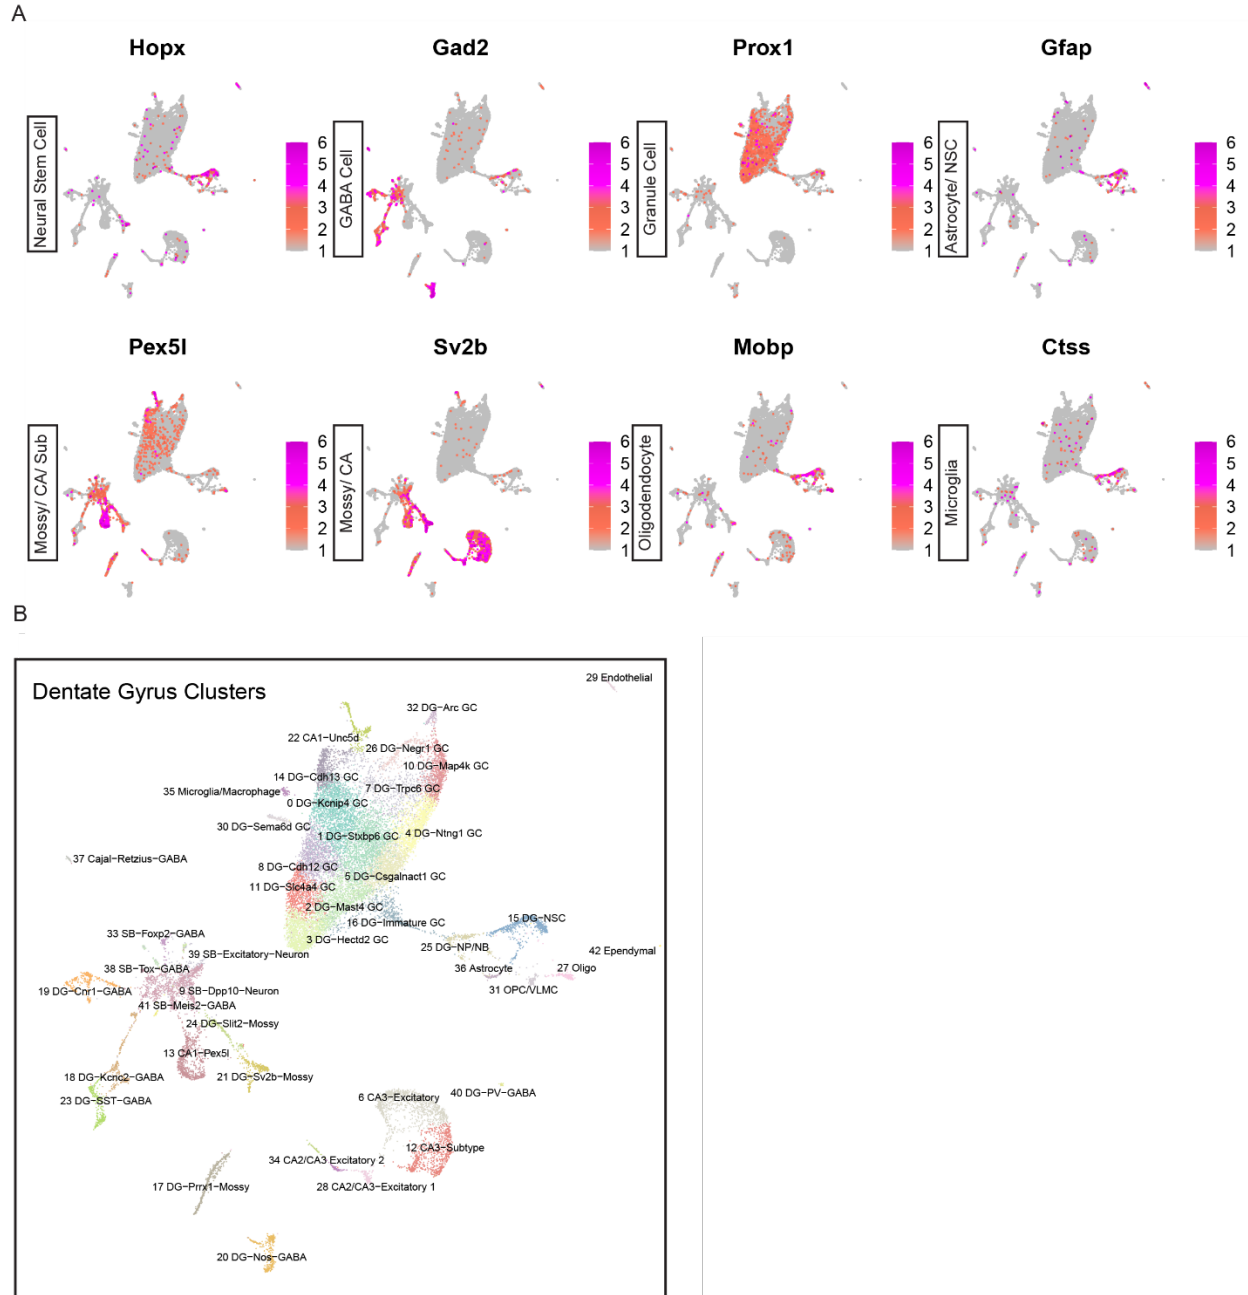 A
Hopx
Gad2
Prox1
Gfap
Neural Stem Cell
6
5
4
3
2
1
GABA Cell
6
5
4
3
2
1
Granule Cell
6
5
4
3
2
1
Astrocyte/ NSC
6
5
4
3
2
1
Pex5l
Sv2b
Mobp
Ctss
Mossy/ CA/ Sub
6
5
4
3
2
1
Mossy/ CA
6
5
4
3
2
1
Oligodendocyte
6
5
4
3
2
1
Microglia
6
5
4
3
2
1
B
Dentate Gyrus Clusters
29 Endothelial
32 DG-Arc GC
22 CA1-Unc5d
26 DG-Negr1 GC
10 DG-Map4k GC
14 DG-Cdh13 GC
7 DG-Trpc6 GC
35 Microglia/Macrophage
0 DG-Kcnip4 GC
30 DG-Sema6d GC
1 DG-Stxbp6 GC
4 DG-Ntng1 GC
37 Cajal-Retzius-GABA
8 DG-Cdh12 GC
5 DG-Csgalnact1 GC
11 DG-Slc4a4 GC
2 DG-Mast4 GC
15 DG-NSC
16 DG-Immature GC
33 SB-Foxp2-GABA
3 DG-Hectd2 GC
25 DG-NP/NB
42 Ependymal
39 SB-Excitatory-Neuron
38 SB-Tox-GABA
36 Astrocyte
27 Oligo
19 DG-Cnr1-GABA
9 SB-Dpp10-Neuron
31 OPC/VLMC
41 SB-Meis2-GABA
24 DG-Slit2-Mossy
13 CA1-Pex5l
18 DG-Kcnc2-GABA
21 DG-Sv2b-Mossy
40 DG-PV-GABA
6 CA3-Excitatory
23 DG-SST-GABA
12 CA3-Subtype
34 CA2/CA3 Excitatory 2
17 DG-Prrx1-Mossy
28 CA2/CA3-Excitatory 1
20 DG-Nos-GABA